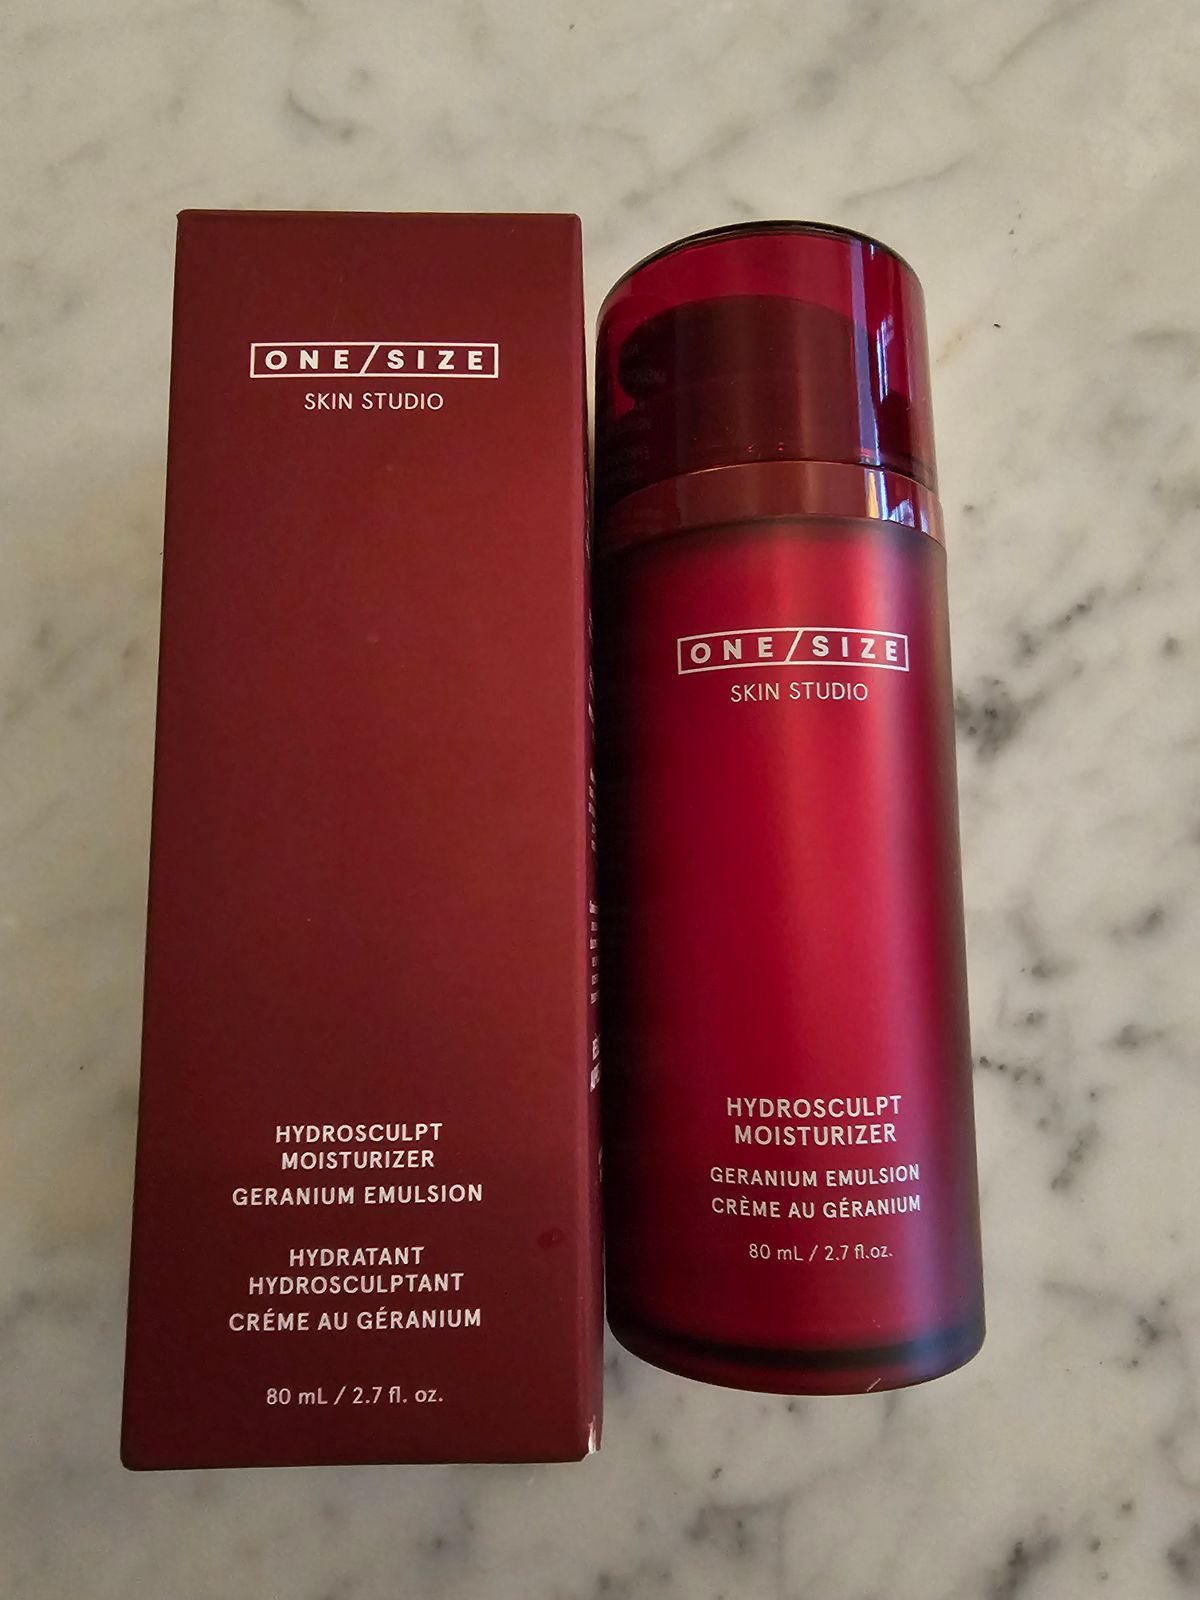 ONE/SIZE
SKIN STUDIO
HYDROSCULPT
MOISTURIZER
GERANIUM EMULSION
HYDRATANT
HYDROSCULPTANT
CRÉME AU GÉRANIUM
80 mL / 2.7 fl. oz.
ONE/SIZE
SKIN STUDIO
HYDROSCULPT
MOISTURIZER
GERANIUM EMULSION
CRÈME AU GÉRANIUM
80 mL / 2.7 fl.oz.